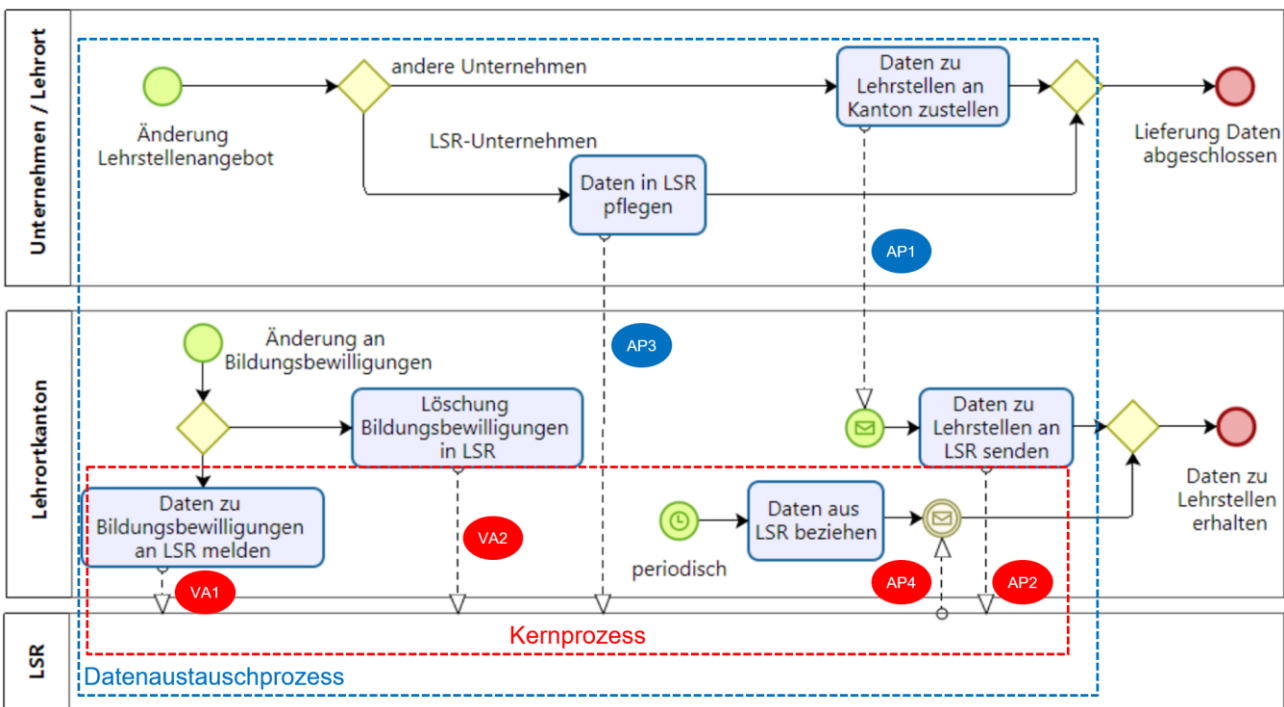 Unternehmen / Lehrort
Änderung
Lehrstellenangebot
andere Unternehmen
LSR-Unternehmen
Daten in LSR
pflegen
Daten zu
Lehrstellen an
Kanton zustellen
Lieferung Daten
abgeschlossen
AP1
AP3
Lehrortkanton
Änderung an
Bildungsbewilligungen
Löschung
Bildungsbewilligungen
in LSR
Daten zu
Bildungsbewilligungen
an LSR melden
VA1
VA2
periodisch
Daten aus
LSR beziehen
Daten zu
Lehrstellen an
LSR senden
AP4
AP2
Daten zu
Lehrstellen
erhalten
LSR
Kernprozess
Datenaustauschprozess